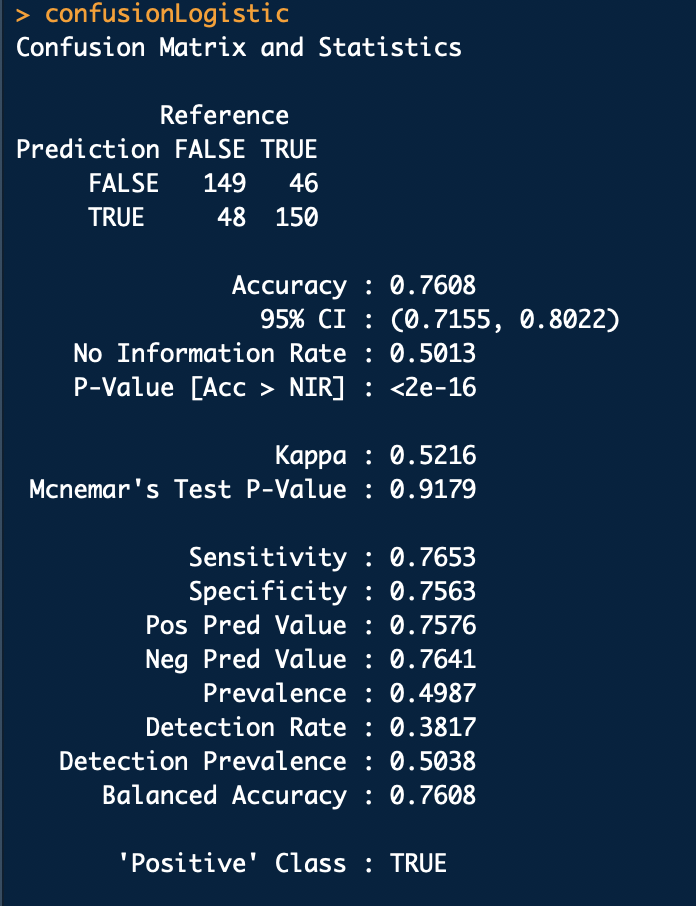 > confusionLogistic
Confusion Matrix and Statistics
Reference
Prediction FALSE TRUE
FALSE 149 46
TRUE 48 150
Accuracy : 0.7608
95% CI : (0.7155, 0.8022)
No Information Rate : 0.5013
P-Value [Acc > NIR] : <2e-16
Kappa : 0.5216
Mcnemar's Test P-Value : 0.9179
Sensitivity : 0.7653
Specificity : 0.7563
Pos Pred Value : 0.7576
Neg Pred Value : 0.7641
Prevalence : 0.4987
Detection Rate : 0.3817
Detection Prevalence : 0.5038
Balanced Accuracy : 0.7608
'Positive' Class : TRUE